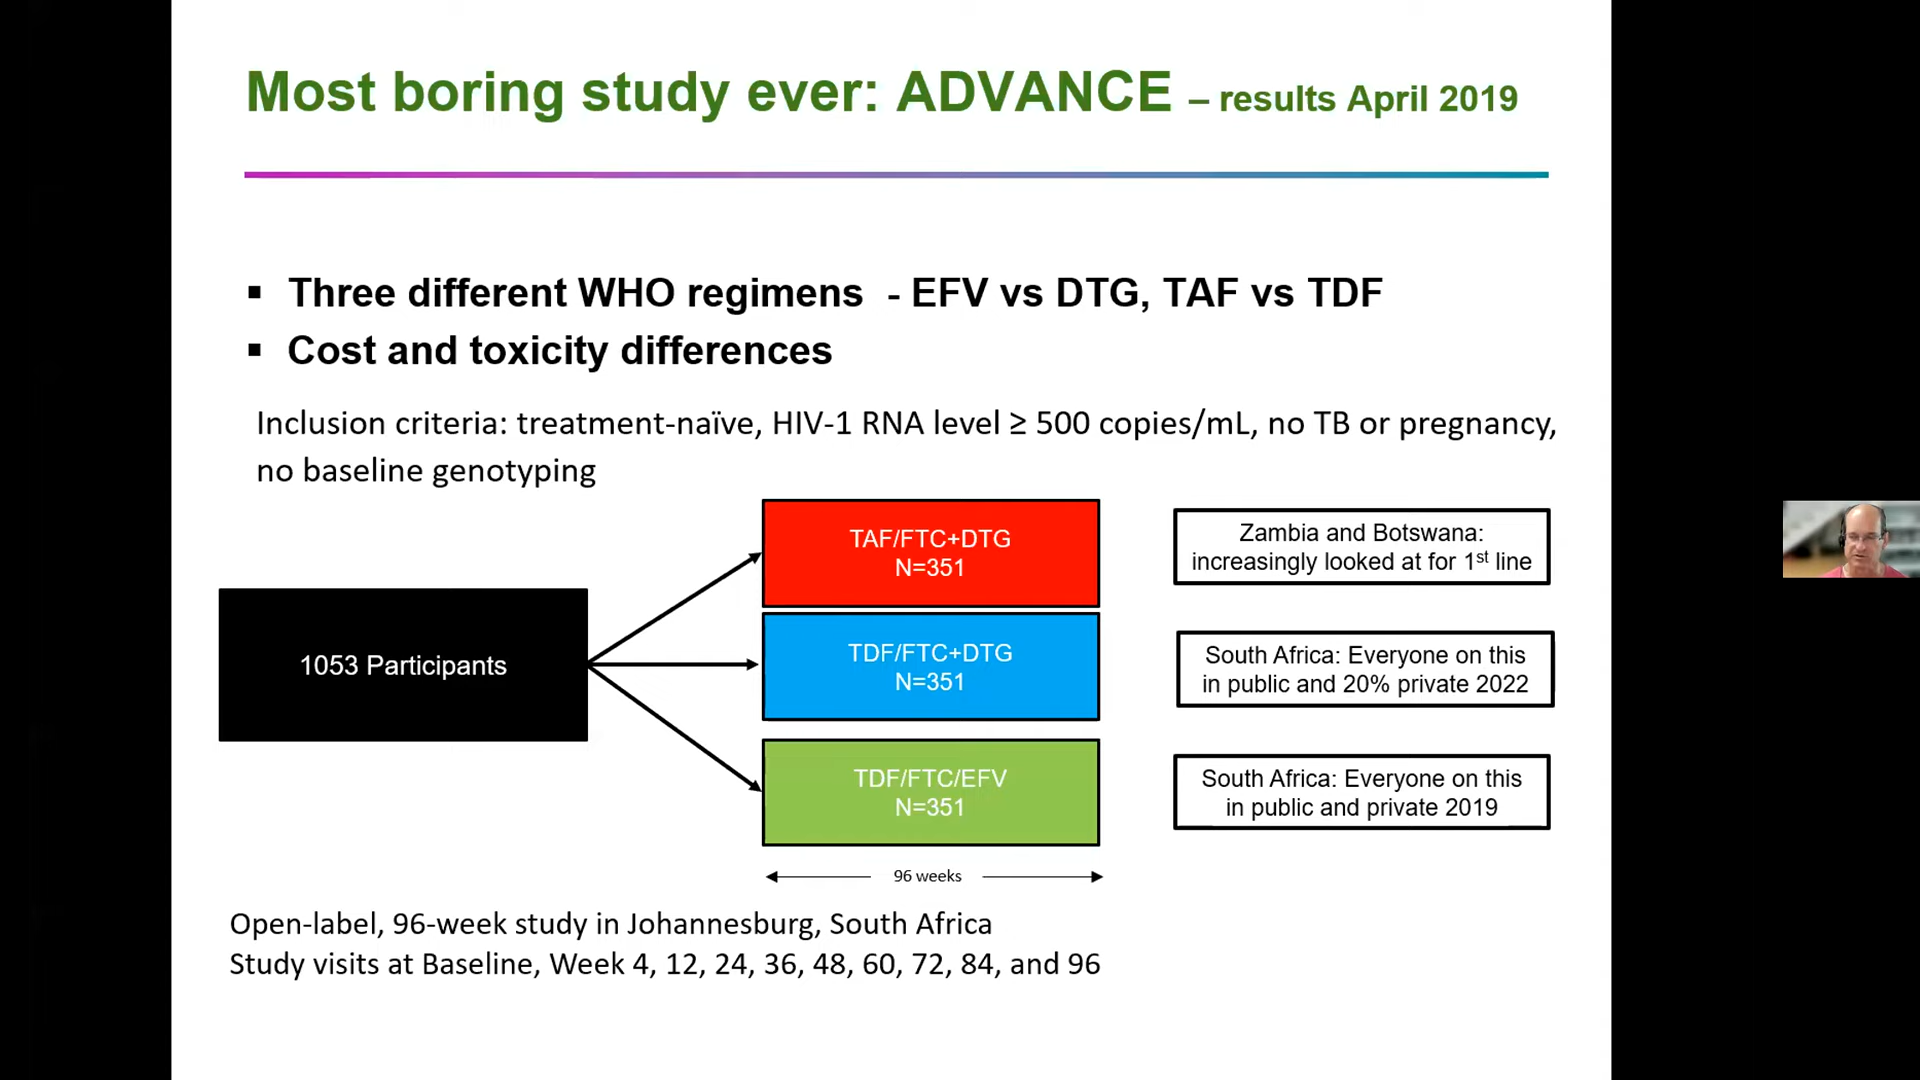 Most boring study ever: ADVANCE – results April 2019
▪ Three different WHO regimens - EFV vs DTG, TAF vs TDF
▪ Cost and toxicity differences
Inclusion criteria: treatment-naïve, HIV-1 RNA level ≥ 500 copies/mL, no TB or pregnancy,
no baseline genotyping
1053 Participants
TAF/FTC+DTG
N=351
Zambia and Botswana:
increasingly looked at for 1st line
TDF/FTC+DTG
N=351
South Africa: Everyone on this
in public and 20% private 2022
TDF/FTC/EFV
N=351
South Africa: Everyone on this
in public and private 2019
96 weeks
Open-label, 96-week study in Johannesburg, South Africa
Study visits at Baseline, Week 4, 12, 24, 36, 48, 60, 72, 84, and 96